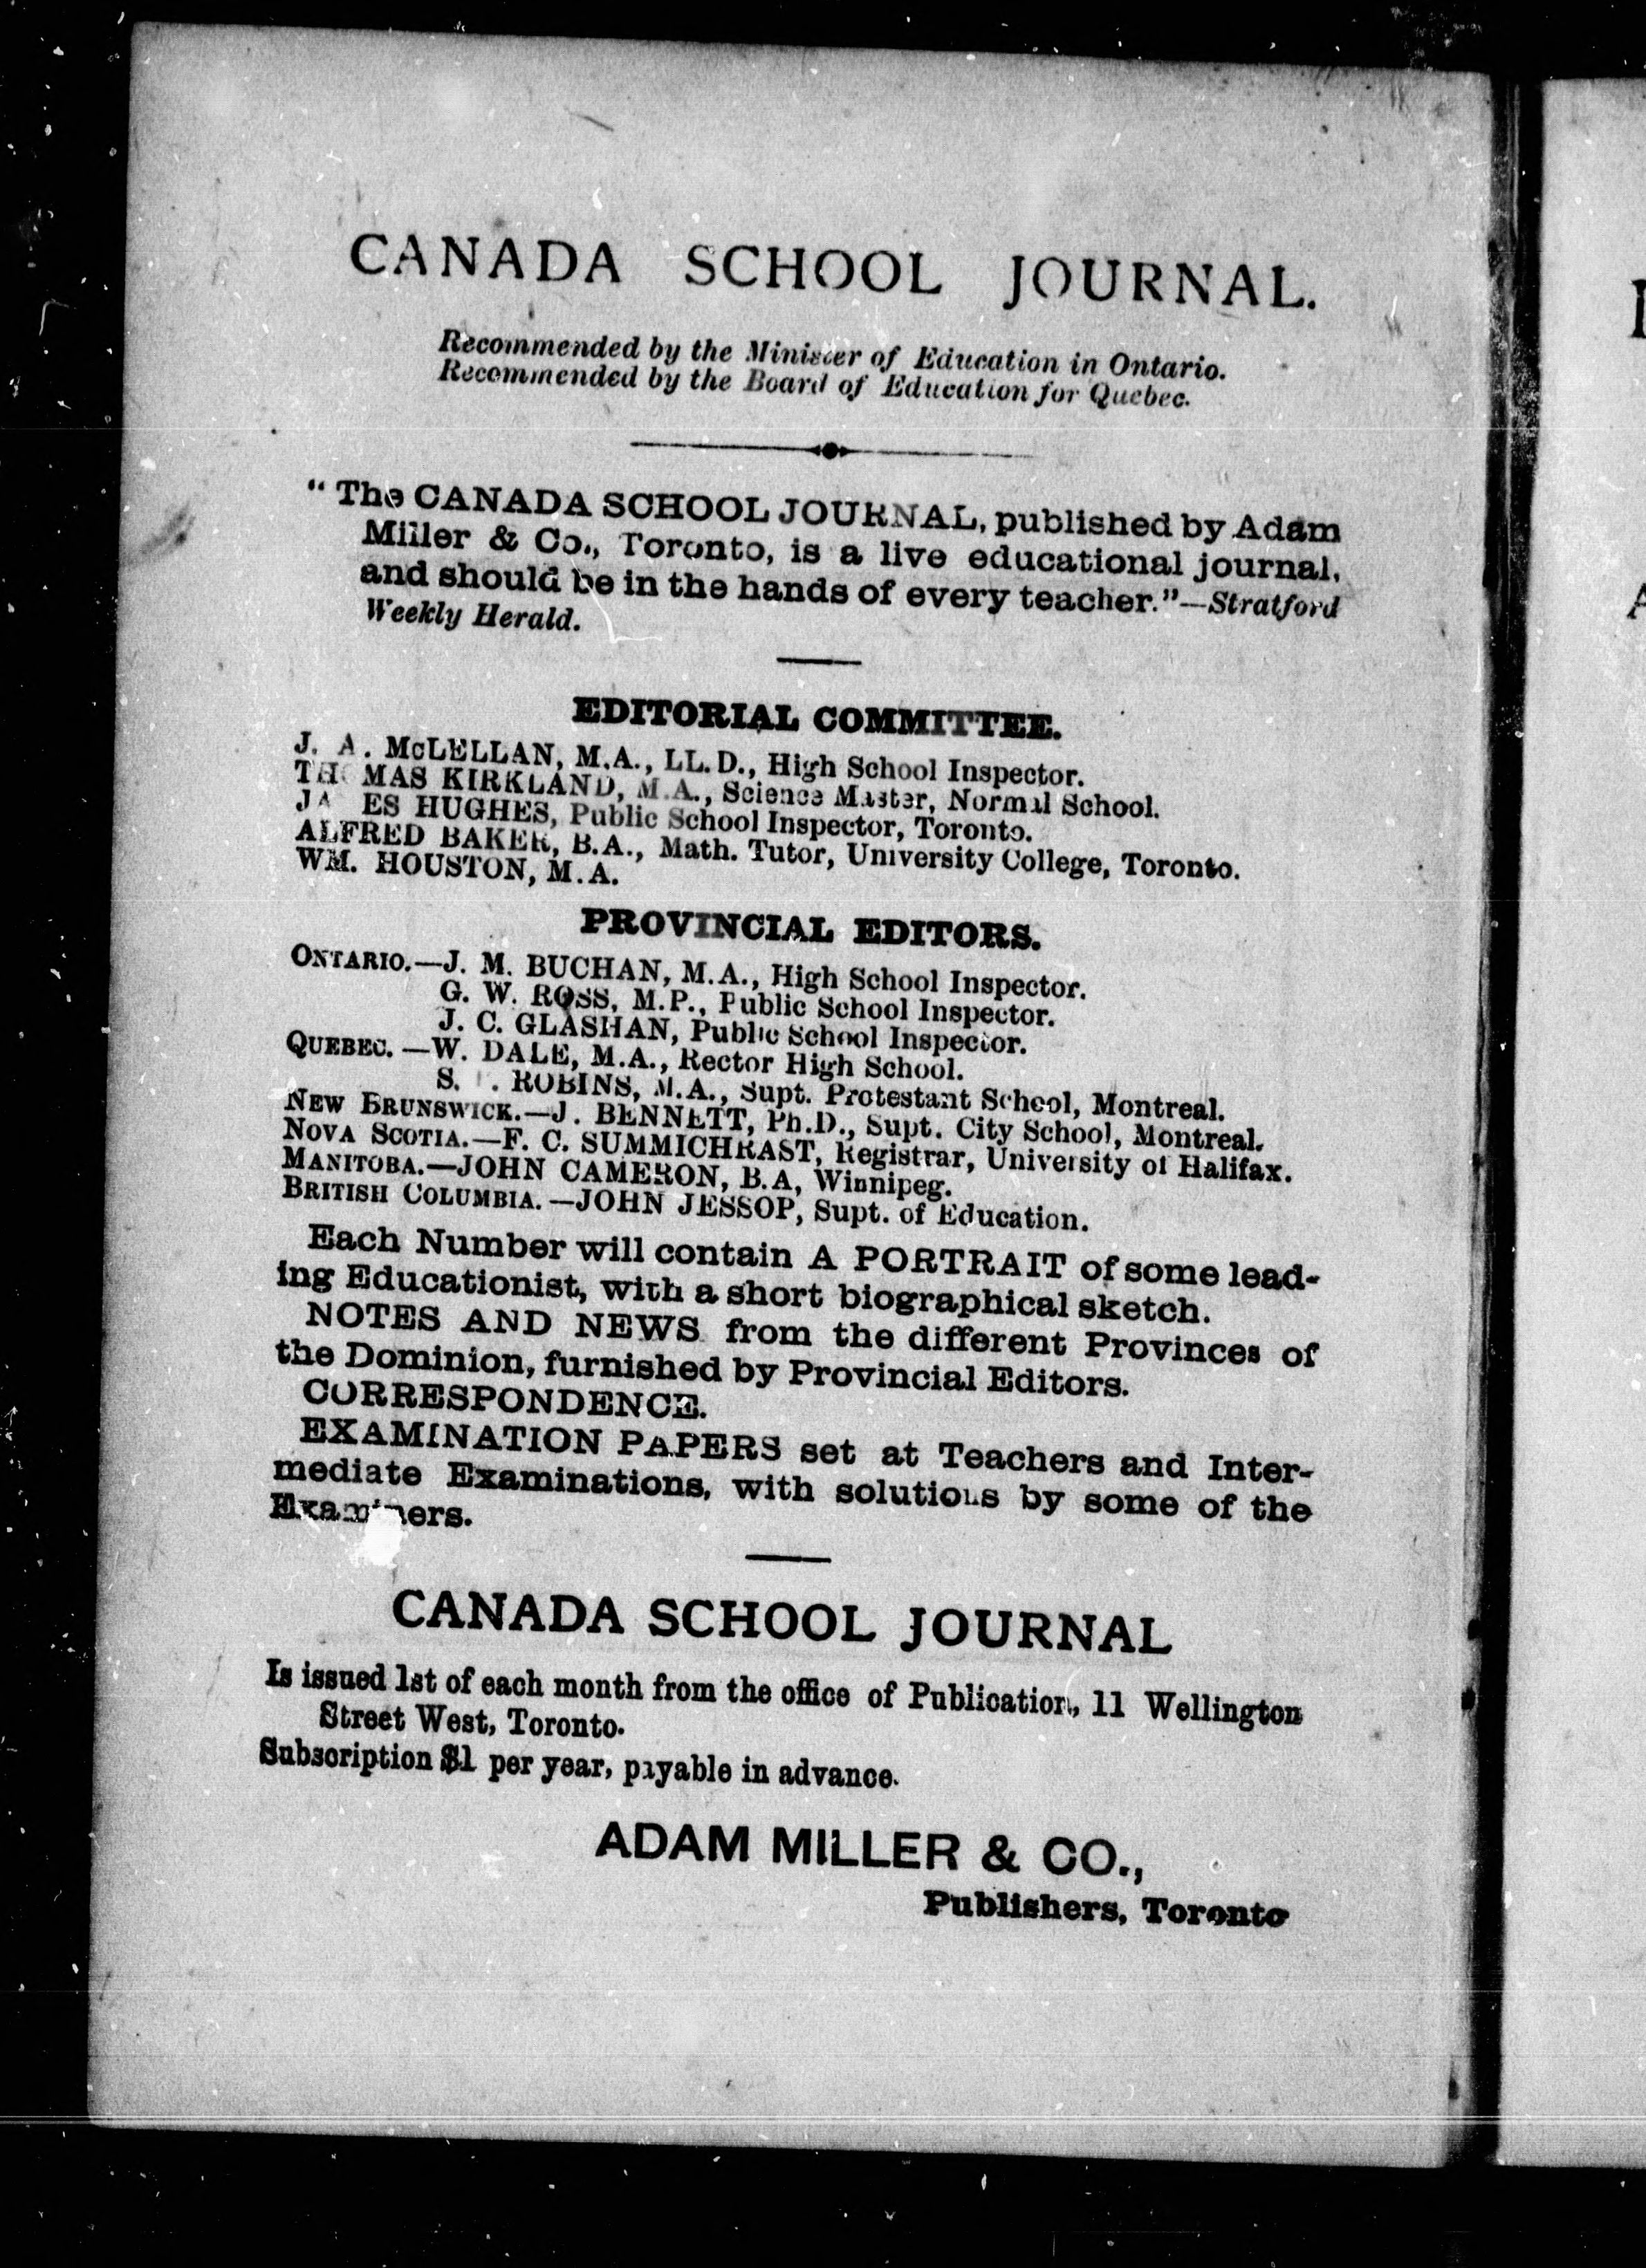 CANADA SCHOOL JOURNAL.
Recommended by the Minister of Education in Ontario.
Recommended by the Board of Education for Quebec.
"The CANADA SCHOOL JOURNAL, published by Adam
Miller & Co., Toronto, is a live educational journal,
and should be in the hands of every teacher."—Stratford
Weekly Herald.
EDITORIAL COMMITTEE.
J. A. McLELLAN, M.A., LL.D., High School Inspector.
THOMAS KIRKLAND, M.A., Science Master, Normal School.
JAMES HUGHES, Public School Inspector, Toronto.
ALFRED BAKER, B.A., Math. Tutor, University College, Toronto.
WM. HOUSTON, M.A.
PROVINCIAL EDITORS.
ONTARIO.—J. M. BUCHAN, M.A., High School Inspector.
G. W. ROSS, M.P., Public School Inspector.
J. C. GLASHAN, Public School Inspector.
QUEBEC.—W. DALE, M.A., Rector High School.
S. . ROBINS, M.A., Supt. Protestant School, Montreal.
NEW BRUNSWICK.—J. BENNETT, Ph.D., Supt. City School, Montreal.
NOVA SCOTIA.—F. C. SUMMICHRAST, Registrar, University of Halifax.
MANITOBA.—JOHN CAMERON, B.A, Winnipeg.
BRITISH COLUMBIA.—JOHN JESSOP, Supt. of Education.
Each Number will contain A PORTRAIT of some lead-
ing Educationist, with a short biographical sketch.
NOTES AND NEWS from the different Provinces of
the Dominion, furnished by Provincial Editors.
CORRESPONDENCE.
EXAMINATION PAPERS set at Teachers and Inter-
mediate Examinations, with solutions by some of the
Examiners.
CANADA SCHOOL JOURNAL
Is issued 1st of each month from the office of Publication, 11 Wellington
Street West, Toronto.
Subscription $1 per year, payable in advance.
ADAM MILLER & CO.,
Publishers, Toronto